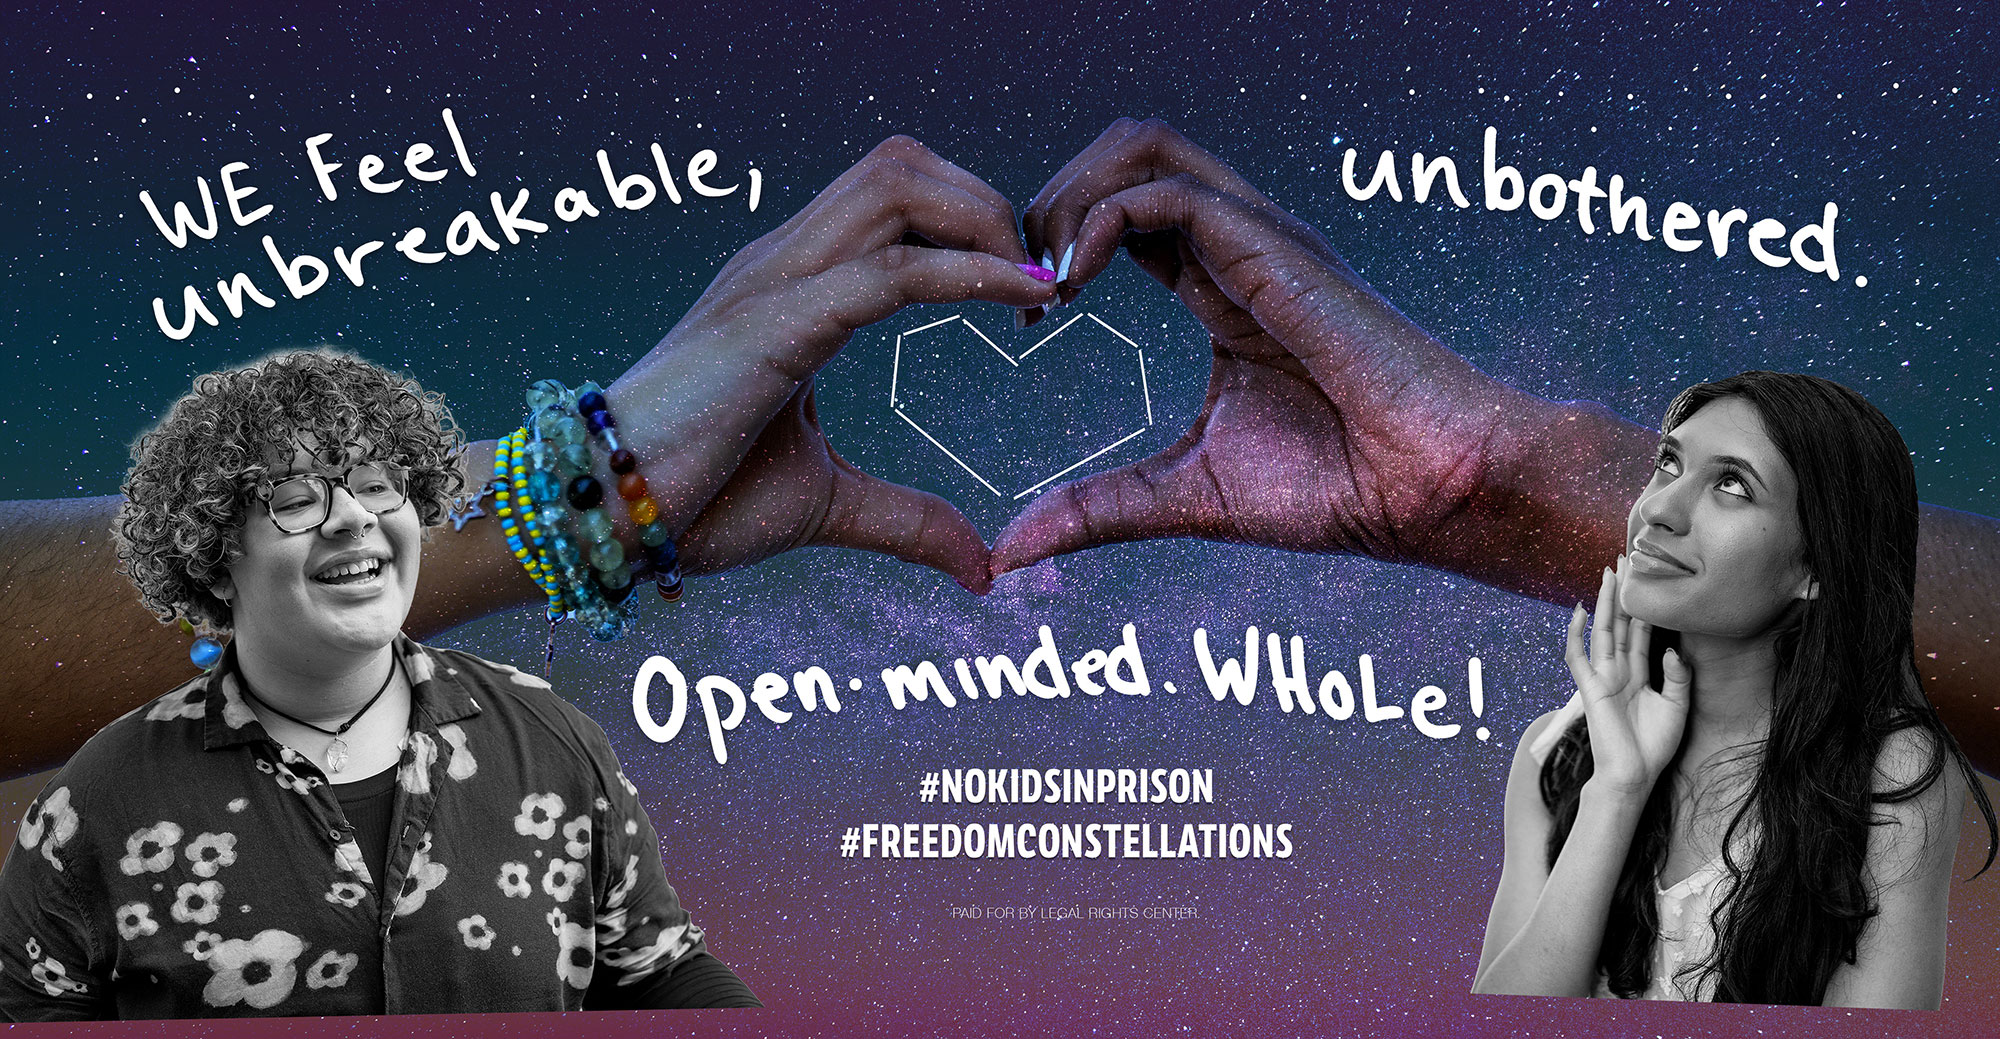 WE Feel
unbreakable,
unbothered.
Open-minded. WHoLe!
#NOKIDSINPRISON
#FREEDOMCONSTELLATIONS
PAID FOR BY LEGAL RIGHTS CENTER